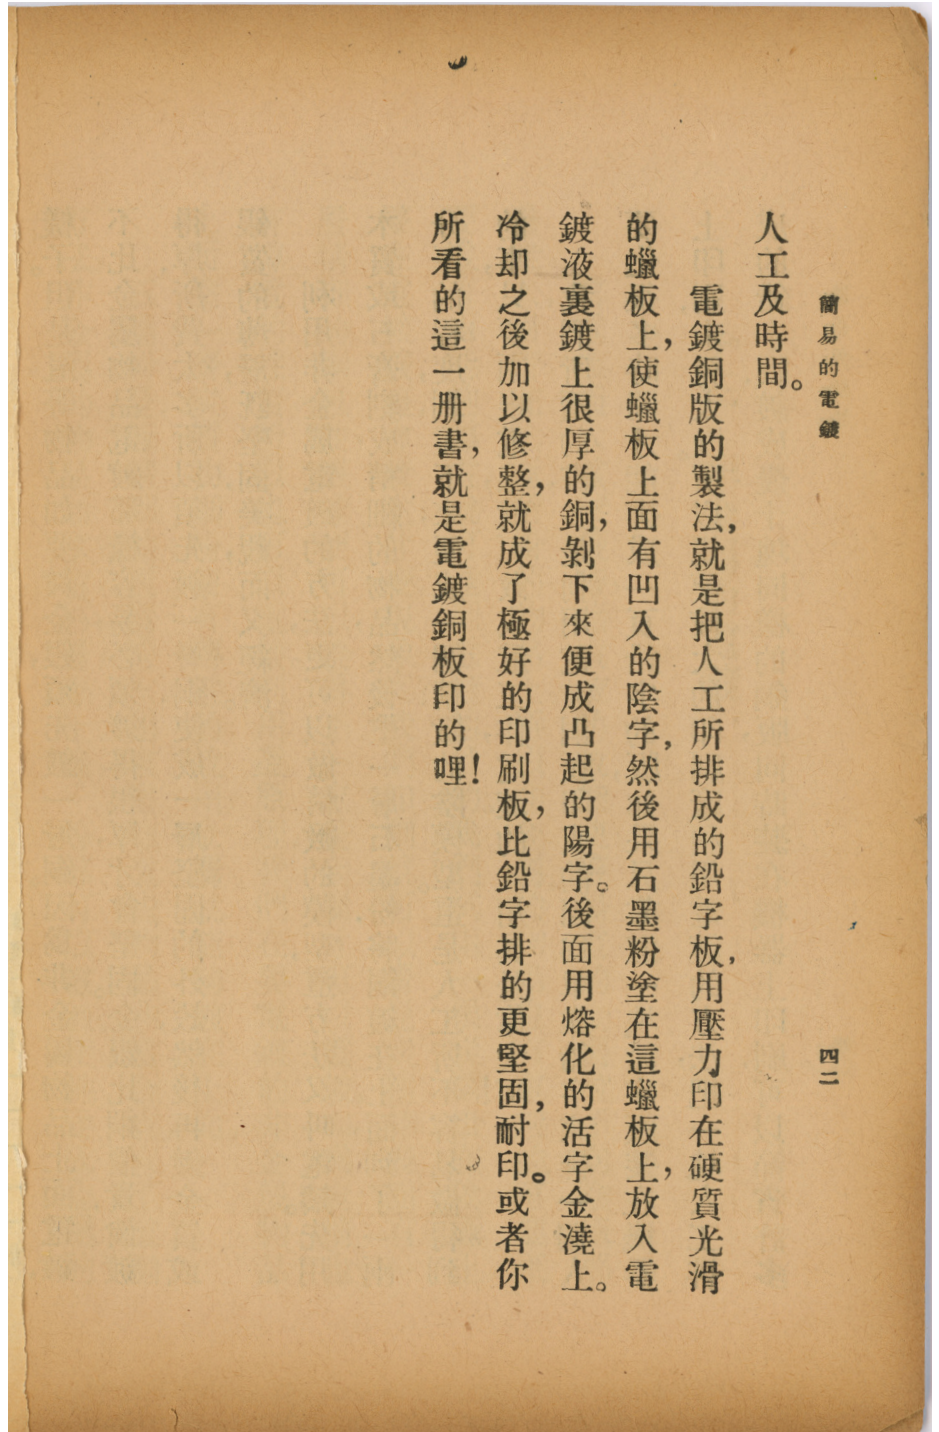 簡易的電鍍
四二
人工及時間。
電鍍銅版的製法，就是把人工所排成的鉛字板，用壓力印在硬質光滑
的蠟板上，使蠟板上面有凹入的陰字，然後用石墨粉塗在這蠟板上，放入電
鍍液裏鍍上很厚的銅，剝下來便成凸起的陽字。後面用熔化的活字金澆上。
冷却之後加以修整，就成了極好的印刷板，比鉛字排的更堅固，耐印。或者你
所看的這一册書，就是電鍍銅板印的哩！